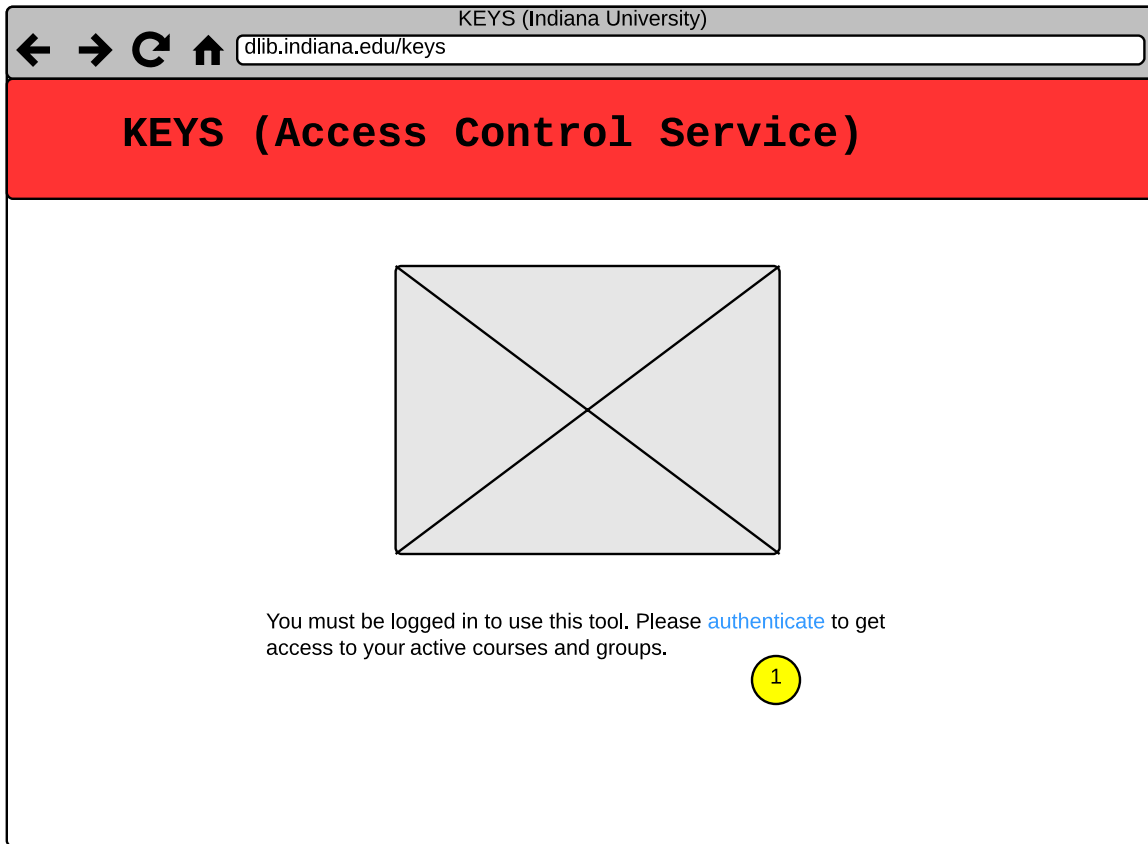 KEYS (Indiana University)
dlib.indiana.edu/keys
KEYS (Access Control Service)
You must be logged in to use this tool. Please authenticate to get
access to your active courses and groups.
1